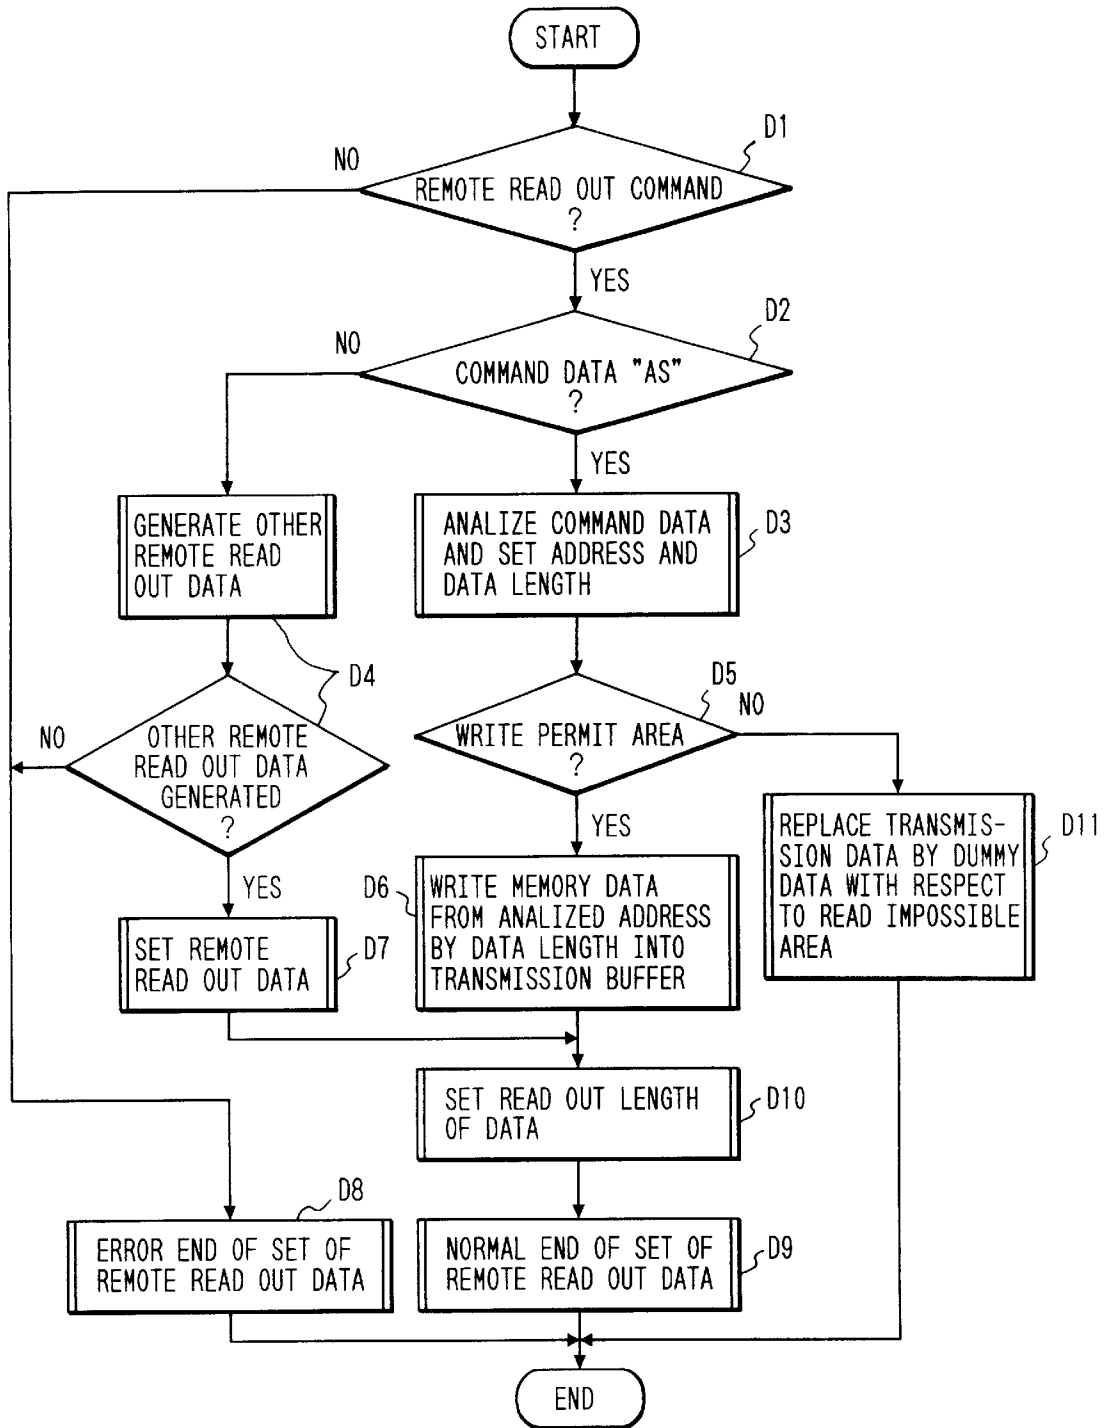 START
D1
NO
REMOTE READ OUT COMMAND
?
YES
D2
NO
COMMAND DATA "AS"
?
YES
GENERATE OTHER
REMOTE READ
OUT DATA
ANALIZE COMMAND DATA
AND SET ADDRESS AND
DATA LENGTH
D3
D4
NO
OTHER REMOTE
READ OUT DATA
GENERATED
?
YES
D5
NO
WRITE PERMIT AREA
?
YES
D6
WRITE MEMORY DATA
FROM ANALIZED ADDRESS
BY DATA LENGTH INTO
TRANSMISSION BUFFER
REPLACE TRANSMIS-
SION DATA BY DUMMY
DATA WITH RESPECT
TO READ IMPOSSIBLE
AREA
D11
SET REMOTE
READ OUT DATA
D7
SET READ OUT LENGTH
OF DATA
D10
D8
ERROR END OF SET OF
REMOTE READ OUT DATA
NORMAL END OF SET OF
REMOTE READ OUT DATA
D9
END